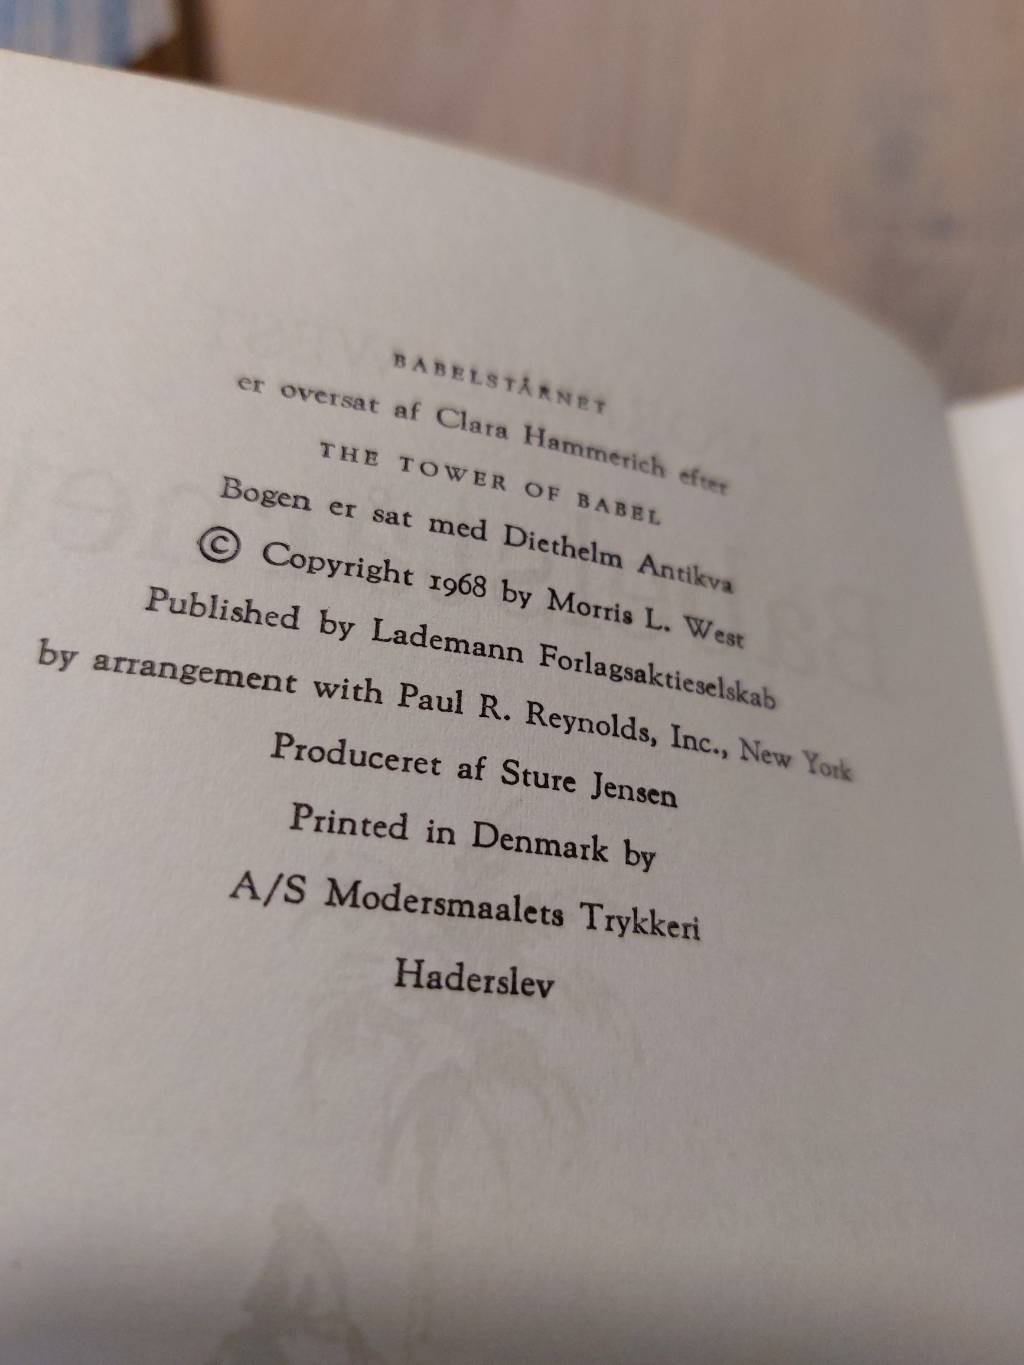 BABELSTÅRNET
er oversat af Clara Hammerich efter
THE TOWER OF BABEL
Bogen er sat med Diethelm Antikva
© Copyright 1968 by Morris L. West
Published by Lademann Forlagsaktieselskab
by arrangement with Paul R. Reynolds, Inc., New York
Produceret af Sture Jensen
Printed in Denmark by
A/S Modersmaalets Trykkeri
Haderslev